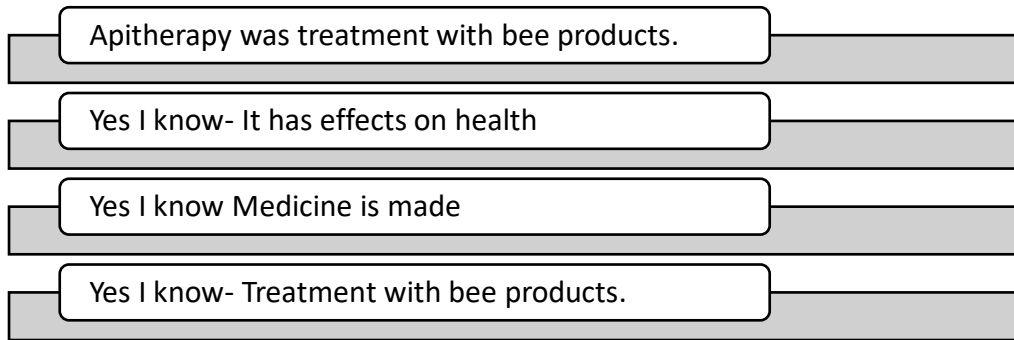 Apitherapy was treatment with bee products.
Yes I know- It has effects on health
Yes I know Medicine is made
Yes I know- Treatment with bee products.